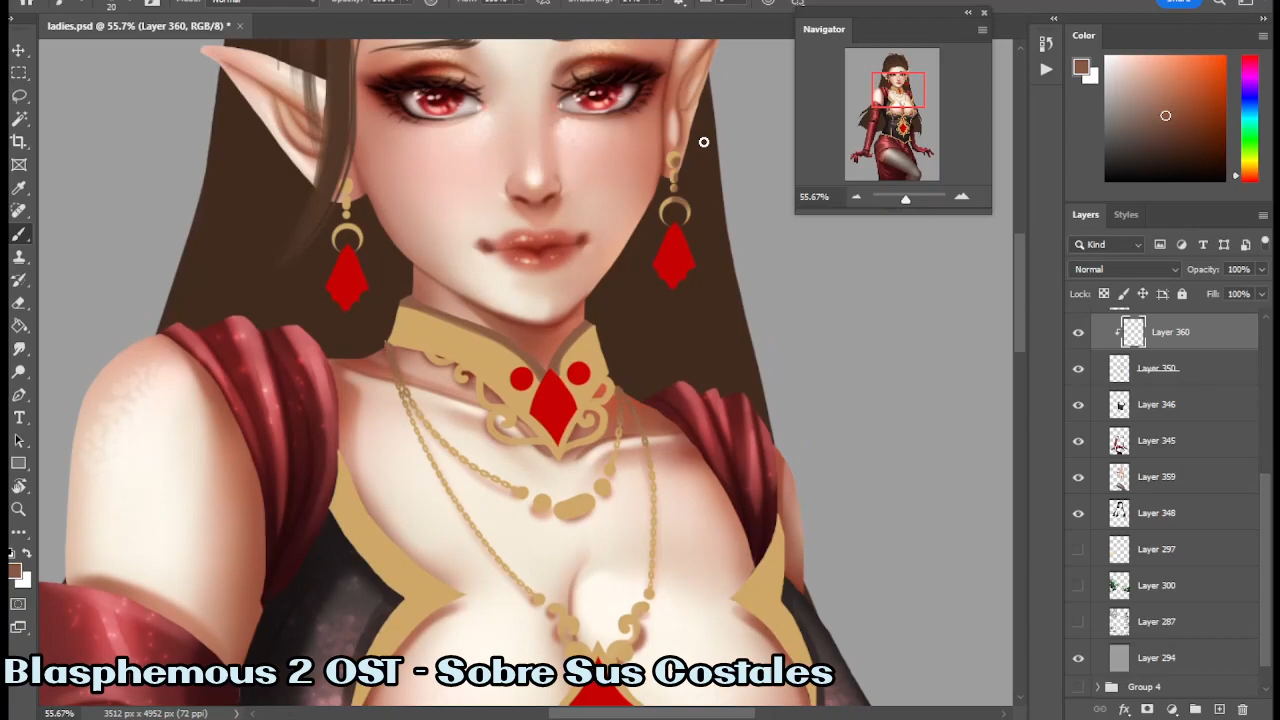 20
ladies.psd @ 55.7% (Layer 360, RGB/8) *
Navigator
55.67%
Color
Layers
Styles
Kind
Normal
Opacity: 100%
Lock:
Fill: 100%
Layer 360
Layer 350
Layer 346
Layer 345
Layer 359
Layer 348
Layer 297
Layer 300
Layer 287
Layer 294
Group 4
Blasphemous 2 OST - Sobre Sus Costales
55.67%
3512 px x 4952 px (72 ppi)